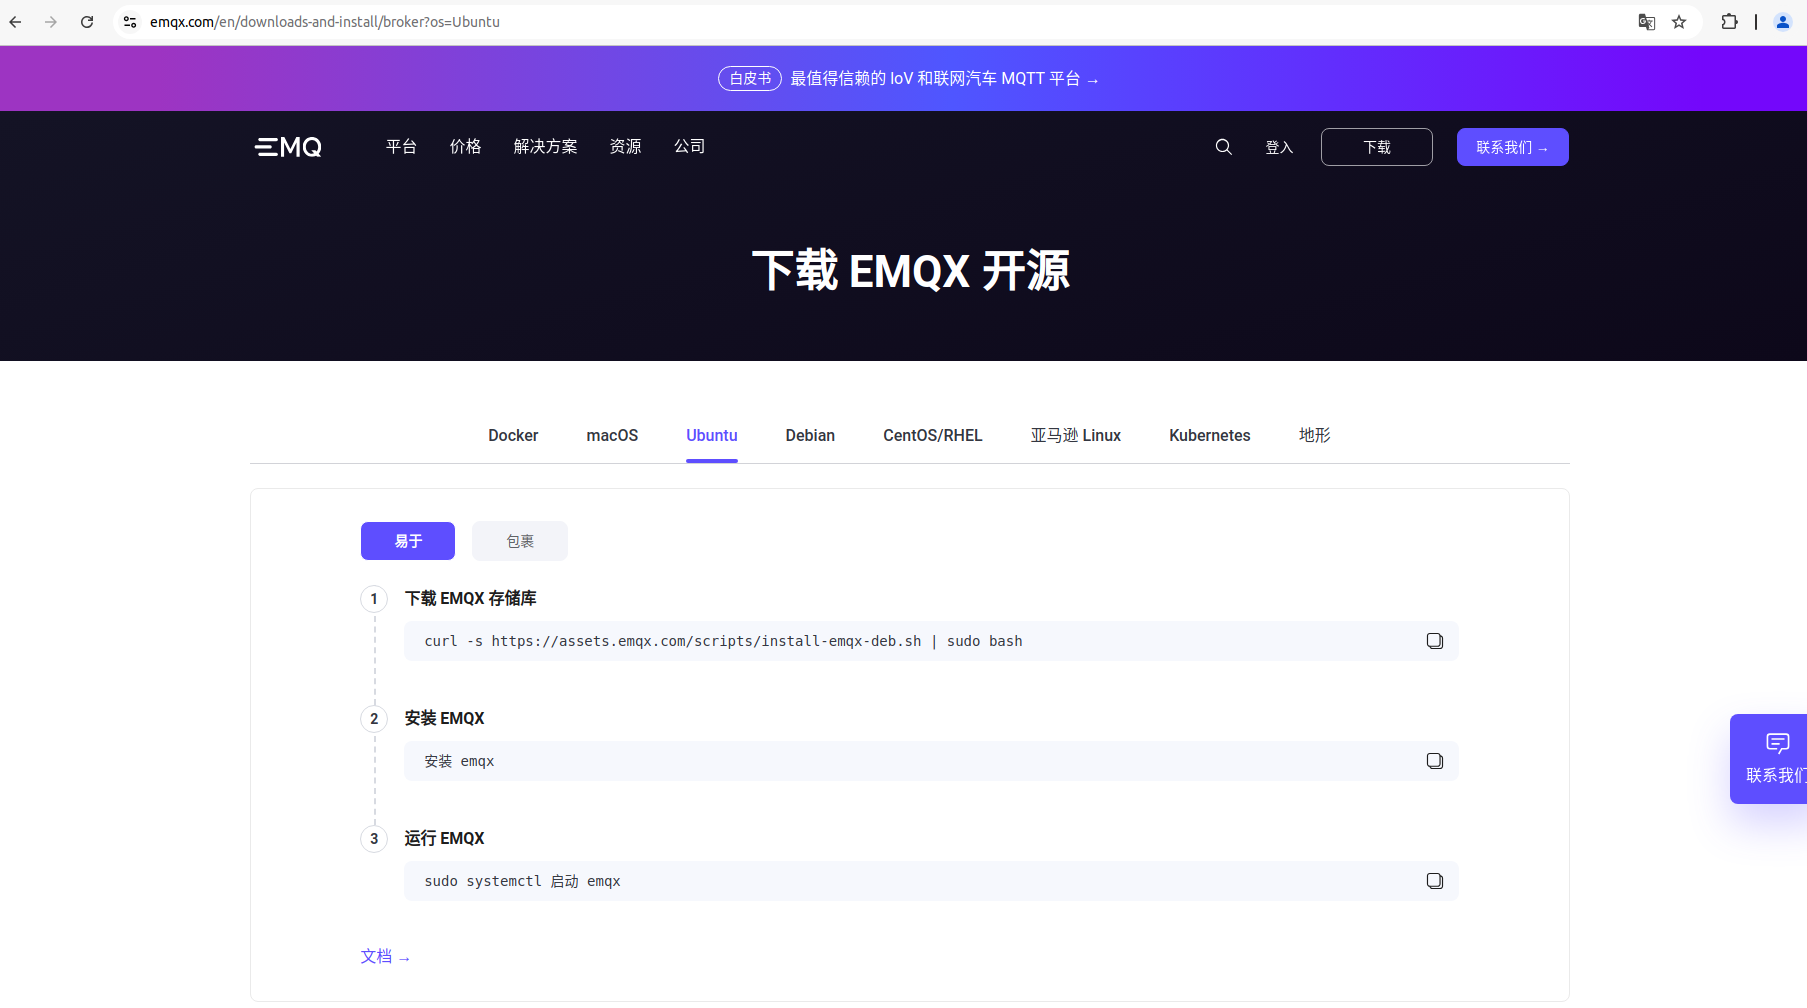 emqx.com/en/downloads-and-install/broker?os=Ubuntu
白皮书 最值得信赖的 IoV 和联网汽车 MQTT 平台 →
EMQ 平台 价格 解决方案 资源 公司 登入 下载 联系我们 →
下载 EMQX 开源
Docker macOS Ubuntu Debian CentOS/RHEL 亚马逊 Linux Kubernetes 地形
易于 包裹
1 下载 EMQX 存储库
curl -s https://assets.emqx.com/scripts/install-emqx-deb.sh | sudo bash
2 安装 EMQX
安装 emqx
联系我们
3 运行 EMQX
sudo systemctl 启动 emqx
文档 →